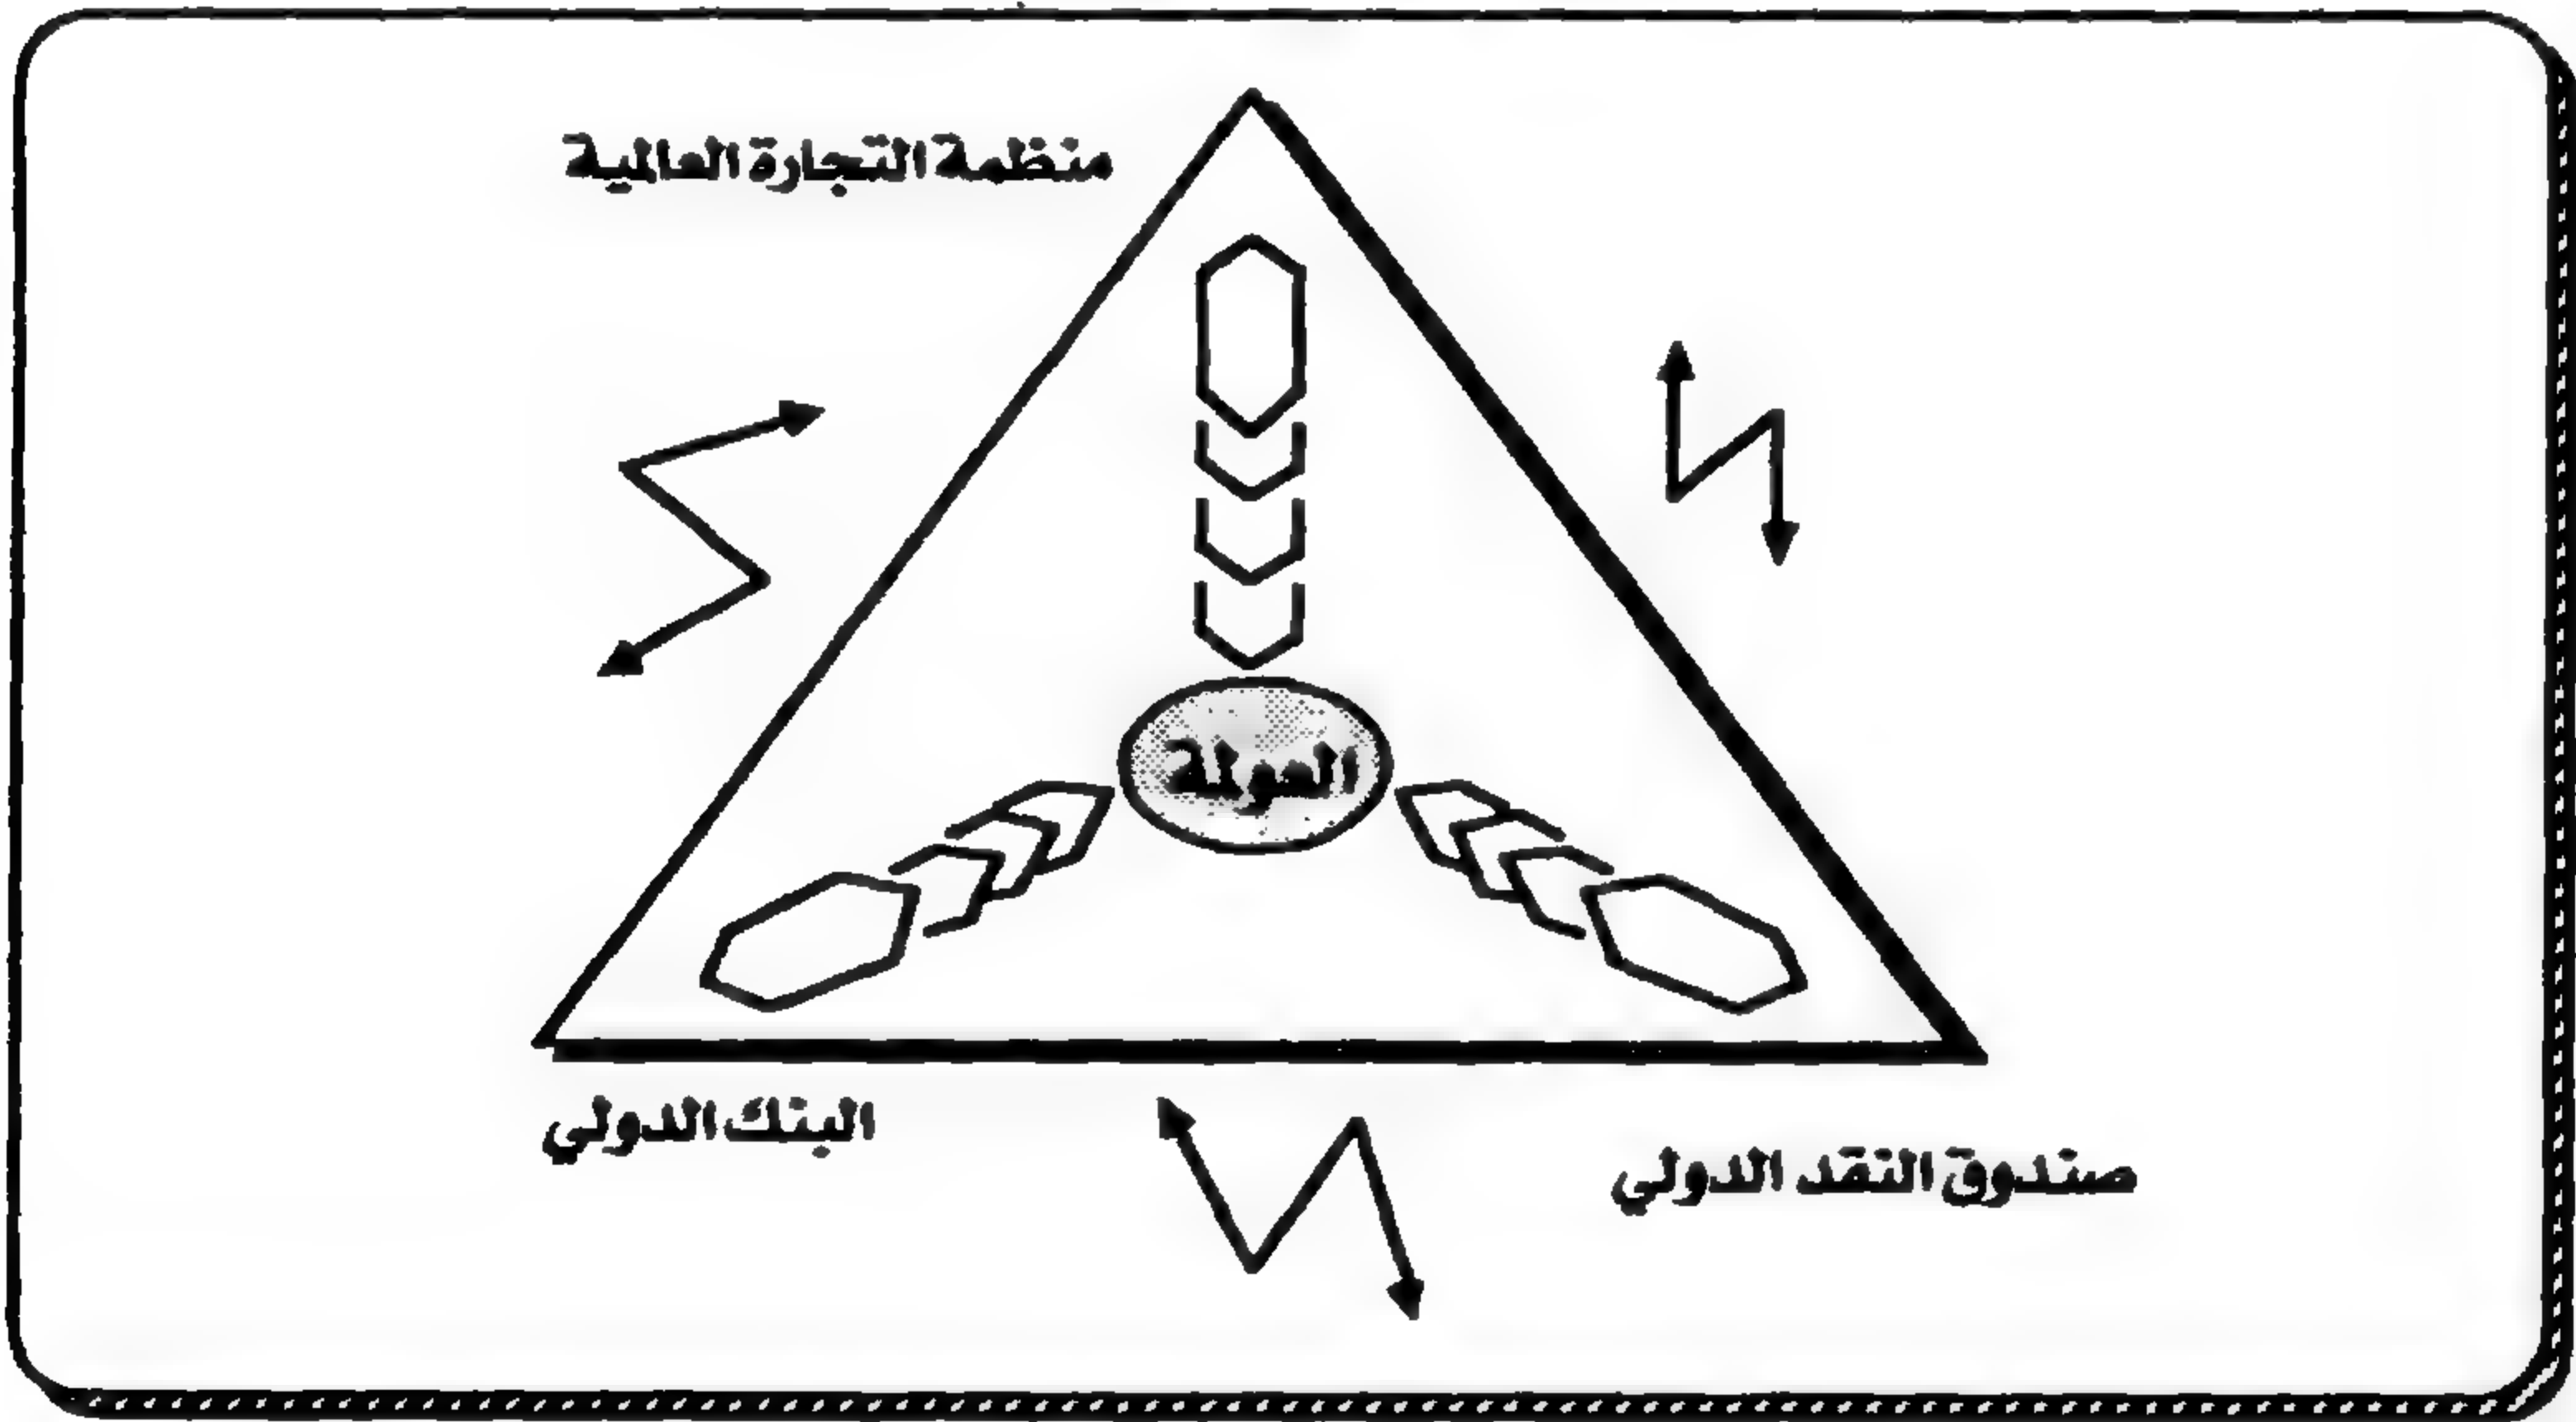 منظمة التجارة العالمية
العولمة
البنك الدولي
صندوق النقد الدولي